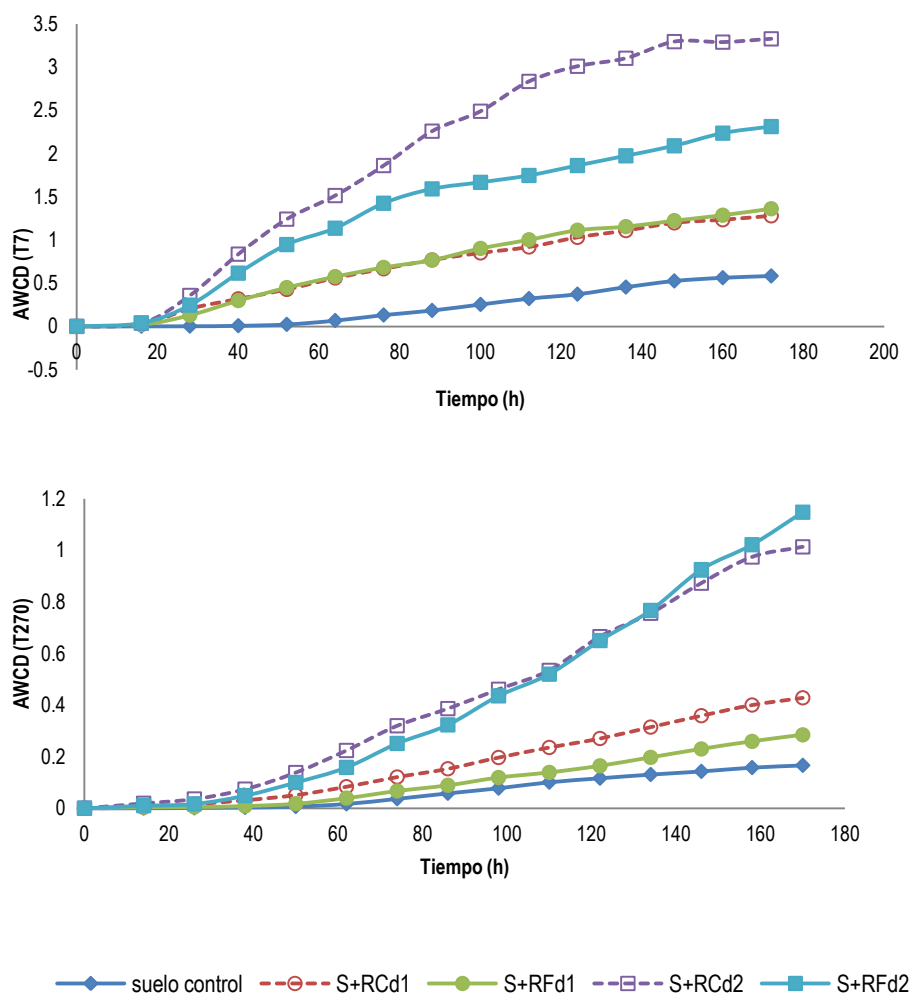 3.5
3
2.5
2
1.5
1
0.5
0
-0.5
AWCD (T7)
0 20 40 60 80 100 120 140 160 180 200
Tiempo (h)
1.2
1
0.8
0.6
0.4
0.2
0
AWCD (T270)
0 20 40 60 80 100 120 140 160 180
Tiempo (h)
suelo control S+RCd1 S+RFd1 S+RCd2 S+RFd2